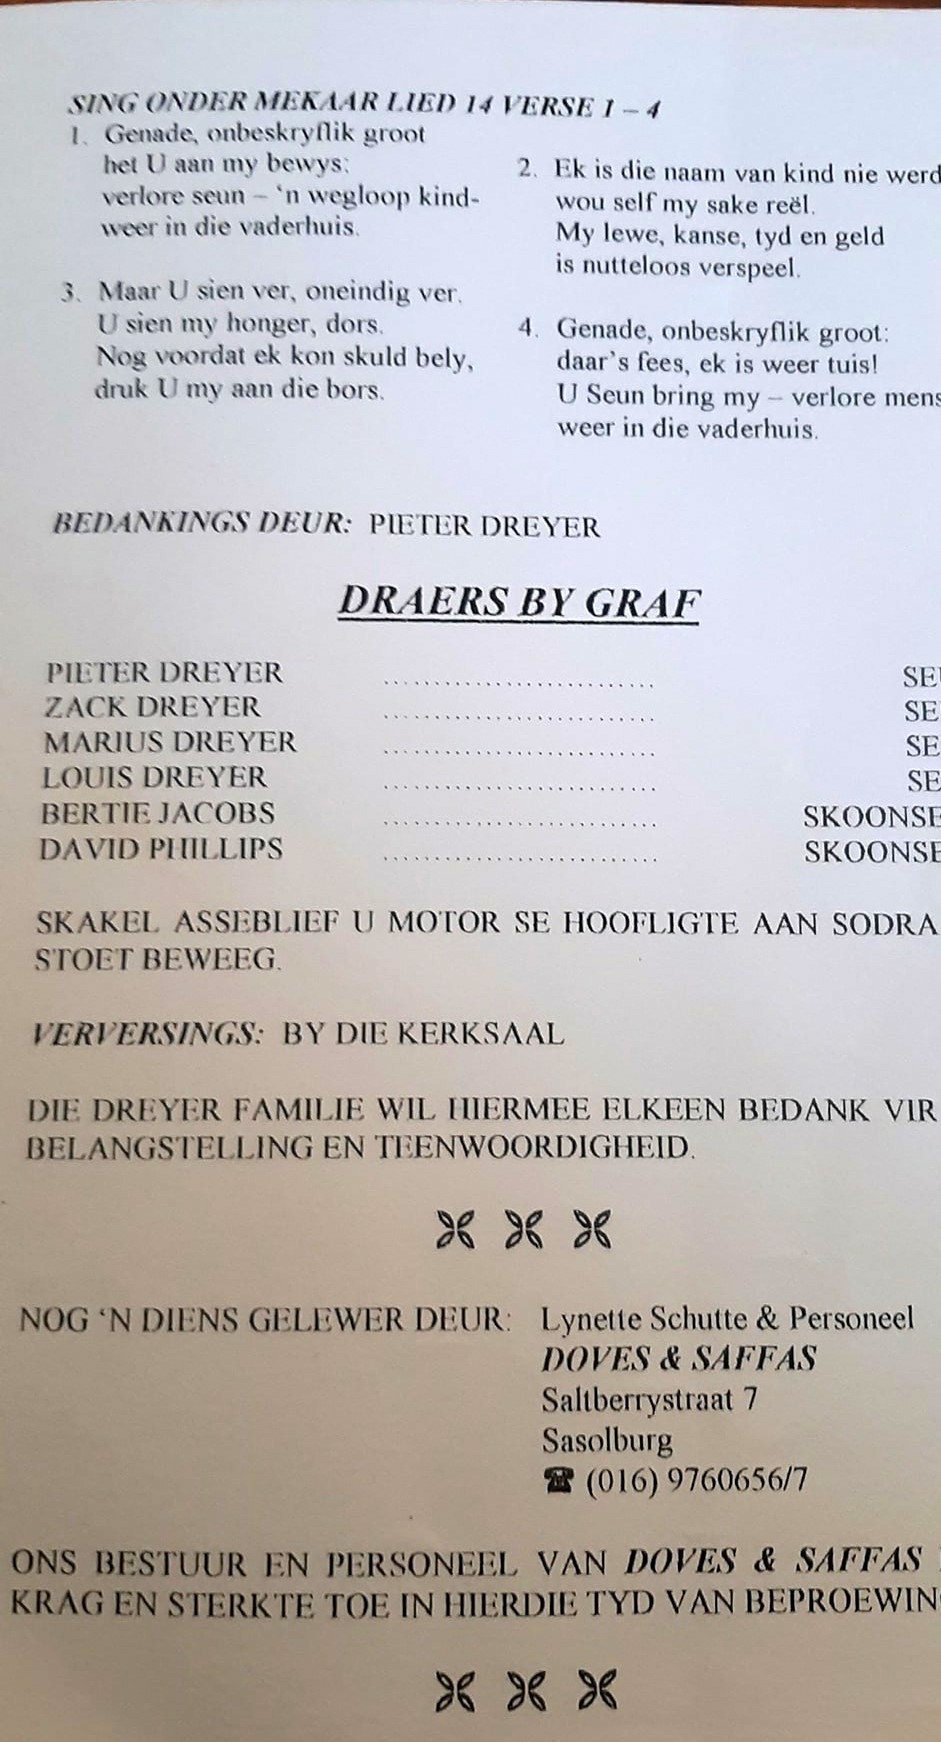 SING ONDER MEKAAR LIED 14 VERSE 1 – 4
1. Genade, onbeskryflik groot
het U aan my bewys:
verlore seun – ‘n wegloop kind-
weer in die vaderhuis.
2. Ek is die naam van kind nie werd
wou self my sake reël.
My lewe, kanse, tyd en geld
is nutteloos verspeel.
3. Maar U sien ver, oneindig ver.
U sien my honger, dors.
Nog voordat ek kon skuld bely,
druk U my aan die bors.
4. Genade, onbeskryflik groot:
daar’s fees, ek is weer tuis!
U Seun bring my – verlore mens
weer in die vaderhuis.
BEDANKINGS DEUR: PIETER DREYER
DRAERS BY GRAF
PIETER DREYER ........................... SEU
ZACK DREYER ........................... SE
MARIUS DREYER ........................... SE
LOUIS DREYER ........................... SE
BERTIE JACOBS ........................... SKOONSE
DAVID PHILLIPS ........................... SKOONSE
SKAKEL ASSEBLIEF U MOTOR SE HOOFLIGTE AAN SODRA
STOET BEWEEG.
VERVERSINGS: BY DIE KERKSAAL
DIE DREYER FAMILIE WIL HIERMEE ELKEEN BEDANK VIR
BELANGSTELLING EN TEENWOORDIGHEID.
NOG ‘N DIENS GELEWER DEUR: Lynette Schutte & Personeel
DOVES & SAFFAS
Saltberrystraat 7
Sasolburg
☎ (016) 9760656/7
ONS BESTUUR EN PERSONEEL VAN DOVES & SAFFAS
KRAG EN STERKTE TOE IN HIERDIE TYD VAN BEPROEWIN